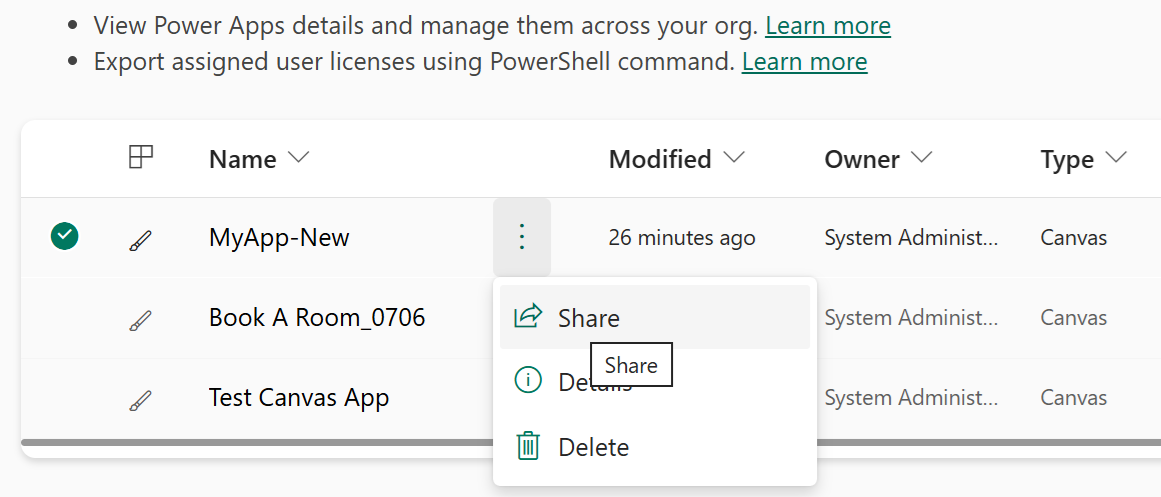 View Power Apps details and manage them across your org. Learn more
Export assigned user licenses using PowerShell command. Learn more
Name Modified Owner Type
MyApp-New 26 minutes ago System Administ... Canvas
Book A Room_0706 System Administ... Canvas
Share
Share
Test Canvas App System Administ... Canvas
Details
Delete